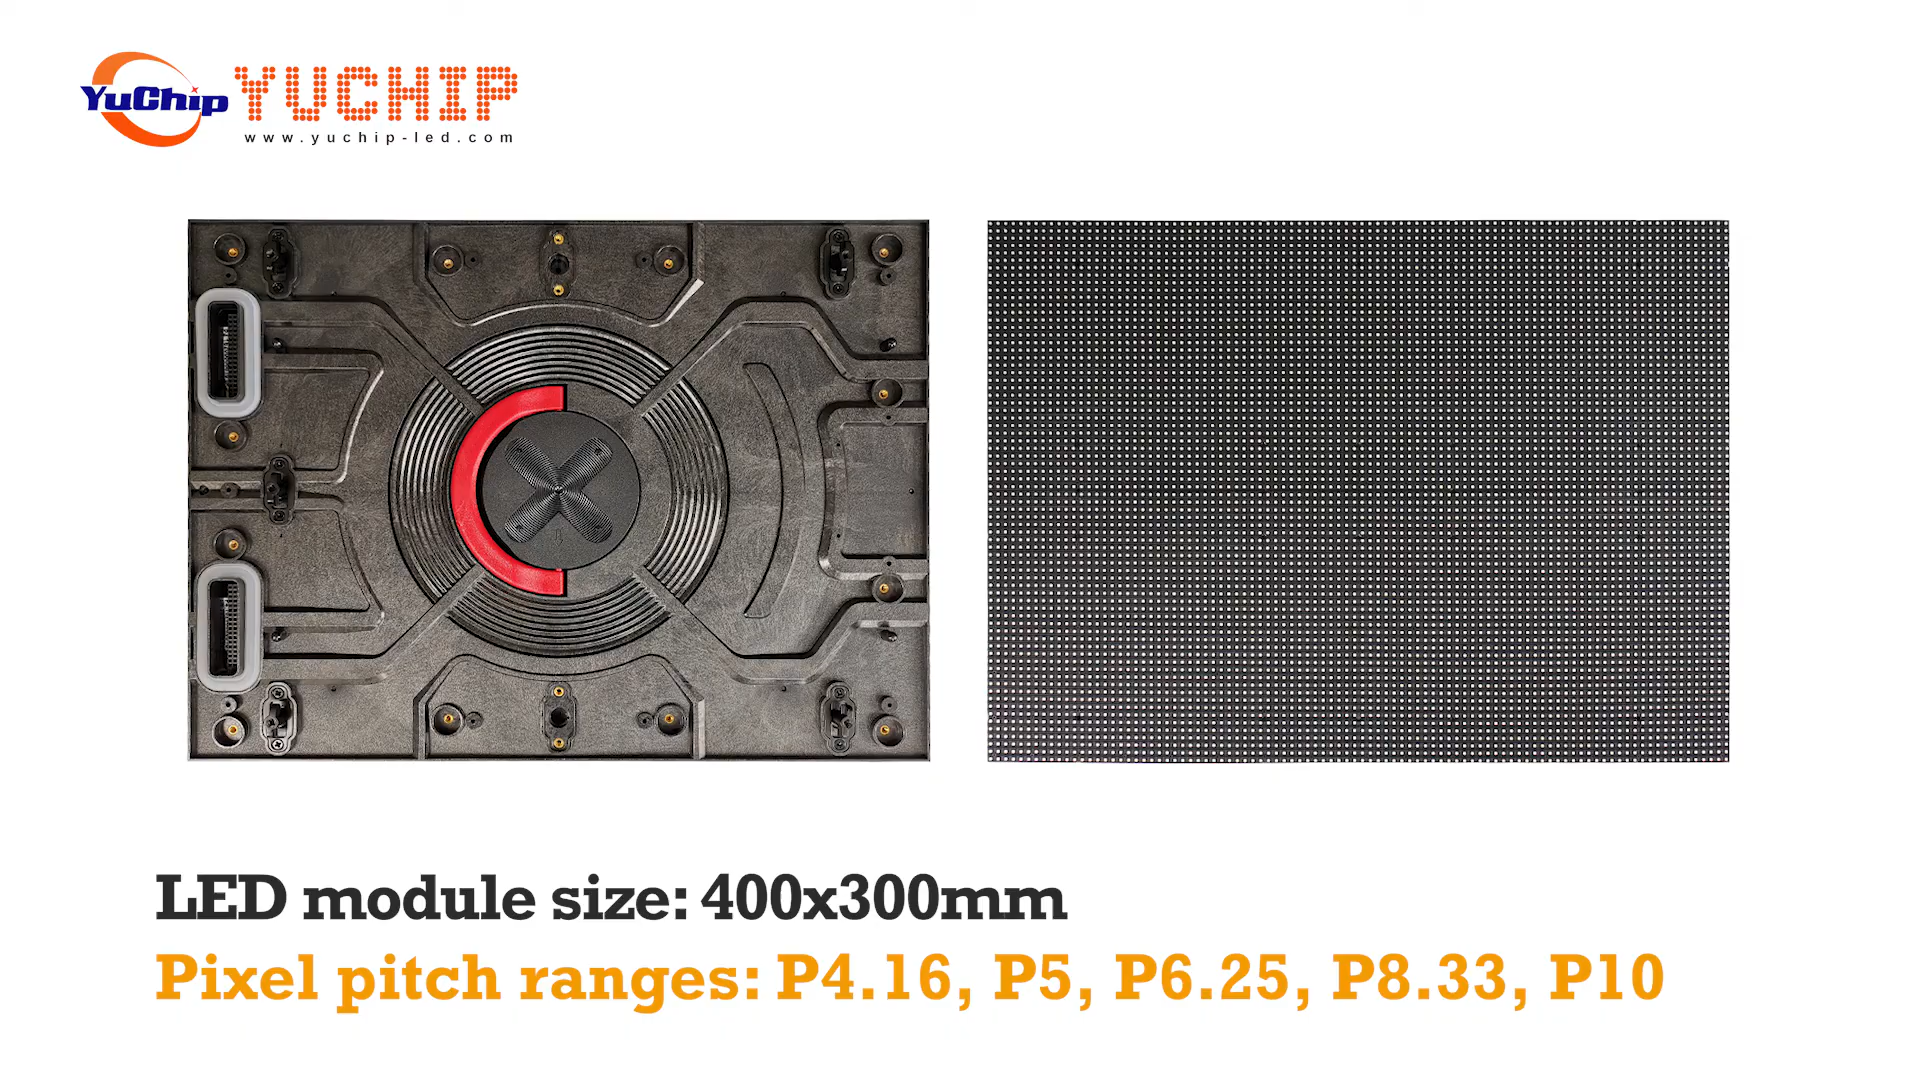 YuChip YUCHIP
www.yuchip-led.com
LED module size: 400x300mm
Pixel pitch ranges: P4.16, P5, P6.25, P8.33, P10